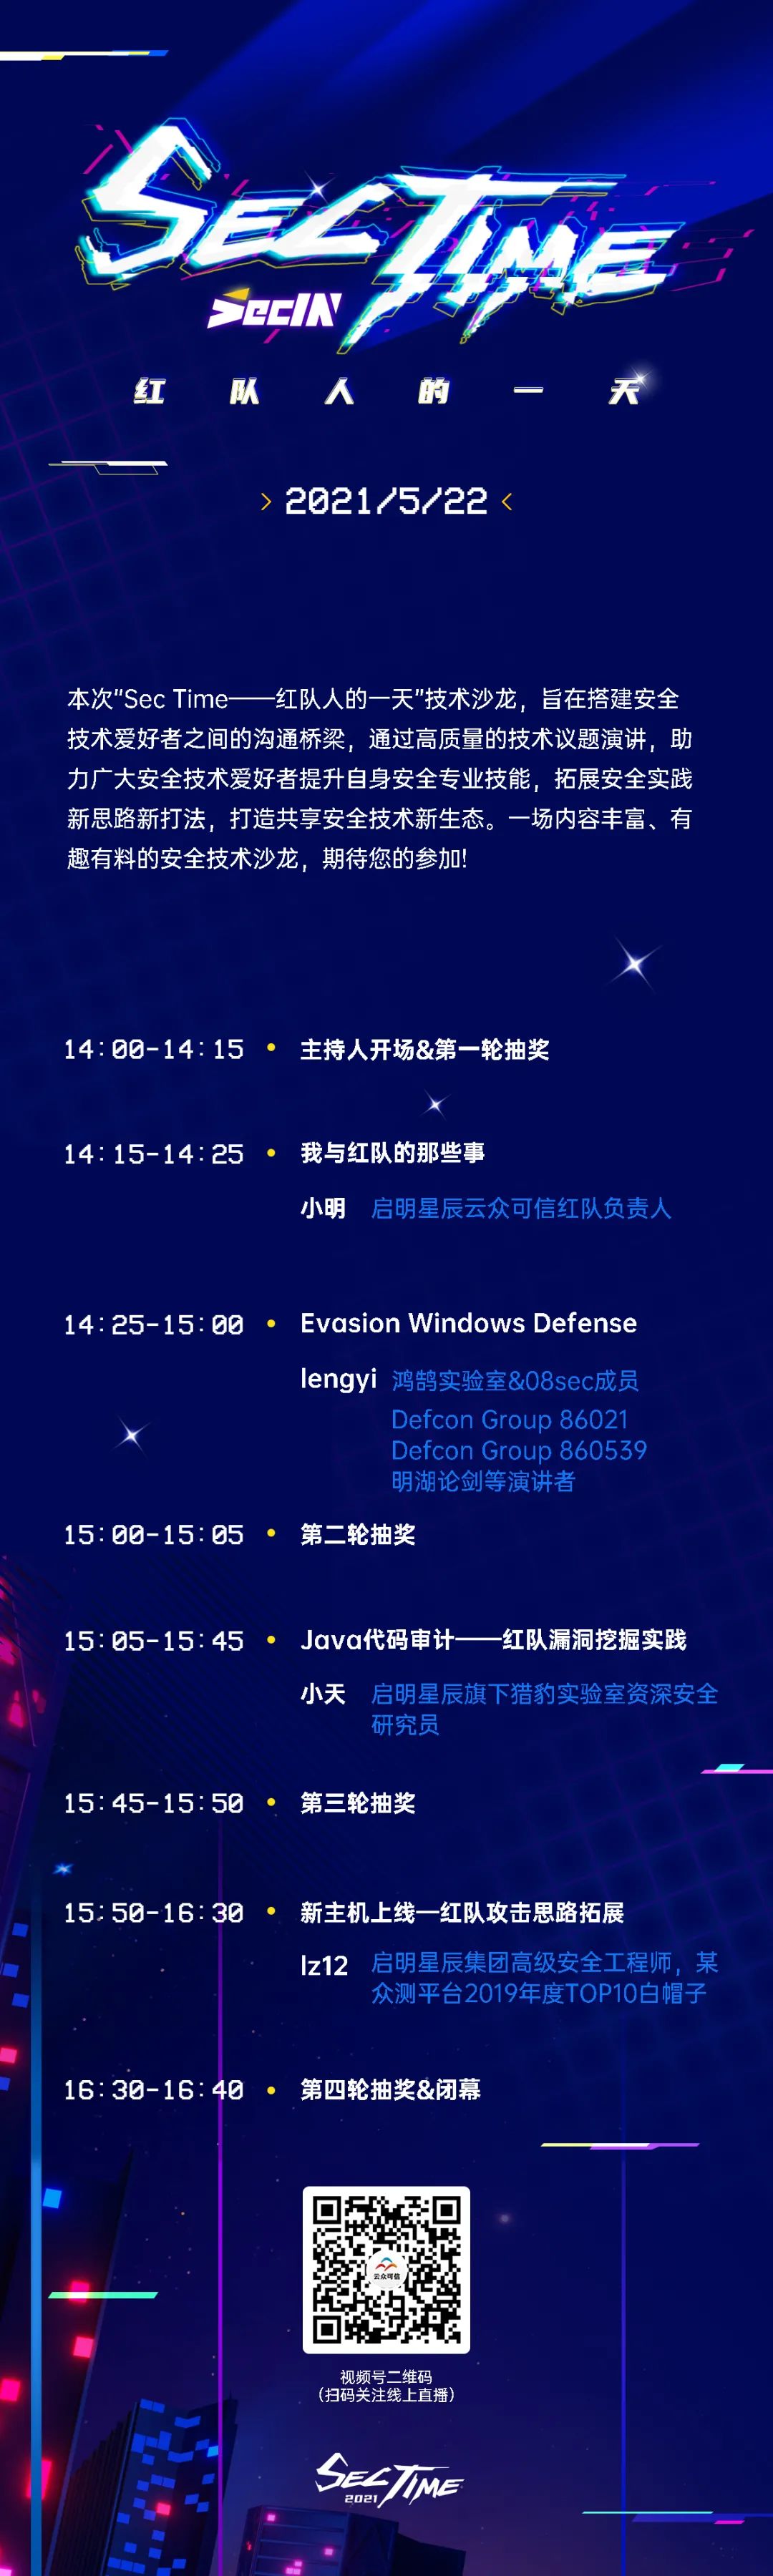 SEC TIME
SecIN
红队人的一天
2021/5/22
本次“Sec Time——红队人的一天”技术沙龙，旨在搭建安全
技术爱好者之间的沟通桥梁，通过高质量的技术议题演讲，助
力广大安全技术爱好者提升自身安全专业技能，拓展安全实践
新思路新打法，打造共享安全技术新生态。一场内容丰富、有
趣有料的安全技术沙龙，期待您的参加!
14:00-14:15 • 主持人开场&第一轮抽奖
14:15-14:25 • 我与红队的那些事
小明 启明星辰云众可信红队负责人
14:25-15:00 • Evasion Windows Defense
lengyi 鸿鹄实验室&08sec成员
Defcon Group 86021
Defcon Group 860539
明湖论剑等演讲者
15:00-15:05 • 第二轮抽奖
15:05-15:45 • Java代码审计——红队漏洞挖掘实践
小天 启明星辰旗下猎豹实验室资深安全
研究员
15:45-15:50 • 第三轮抽奖
15:50-16:30 • 新主机上线—红队攻击思路拓展
lz12 启明星辰集团高级安全工程师，某
众测平台2019年度TOP10白帽子
16:30-16:40 • 第四轮抽奖&闭幕
云众可信
视频号二维码
（扫码关注线上直播）
SEC TIME
2021